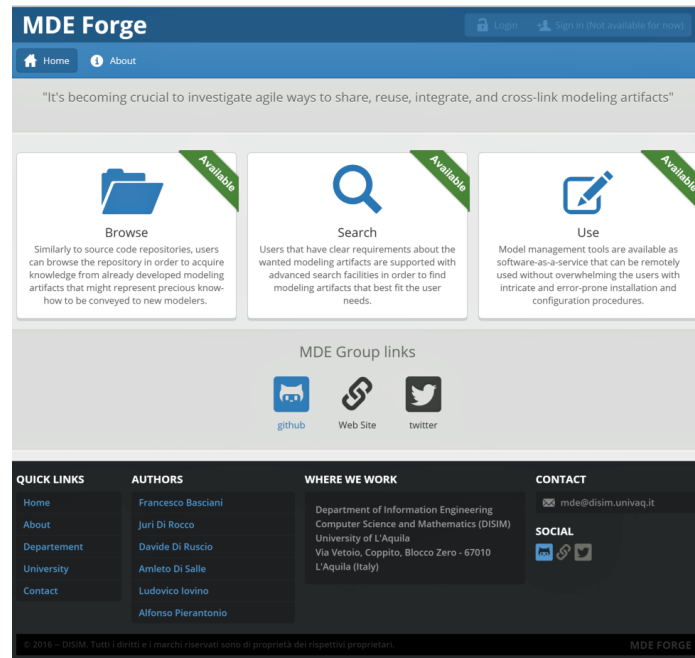 MDE Forge
Login
Sign in (Not available for now)
Home
About
"It's becoming crucial to investigate agile ways to share, reuse, integrate, and cross-link modeling artifacts"
Available
Browse
Similarly to source code repositories, users
can browse the repository in order to acquire
knowledge from already developed modeling
artifacts that might represent precious know-
how to be conveyed to new modelers.
Available
Search
Users that have clear requirements about the
wanted modeling artifacts are supported with
advanced search facilities in order to find
modeling artifacts that best fit the user
needs.
Available
Use
Model management tools are available as
software-as-a-service that can be remotely
used without overwhelming the users with
intricate and error-prone installation and
configuration procedures.
MDE Group links
github
Web Site
twitter
QUICK LINKS
Home
About
Departement
University
Contact
AUTHORS
Francesco Basciani
Juri Di Rocco
Davide Di Ruscio
Amleto Di Salle
Ludovico Iovino
Alfonso Pierantonio
WHERE WE WORK
Department of Information Engineering
Computer Science and Mathematics (DISIM)
University of L'Aquila
Via Vetoio, Coppito, Blocco Zero - 67010
L'Aquila (Italy)
CONTACT
mde@disim.univaq.it
SOCIAL
© 2016 – DISIM. Tutti i diritti e i marchi riservati sono di proprietà dei rispettivi proprietari.
MDE FORGE